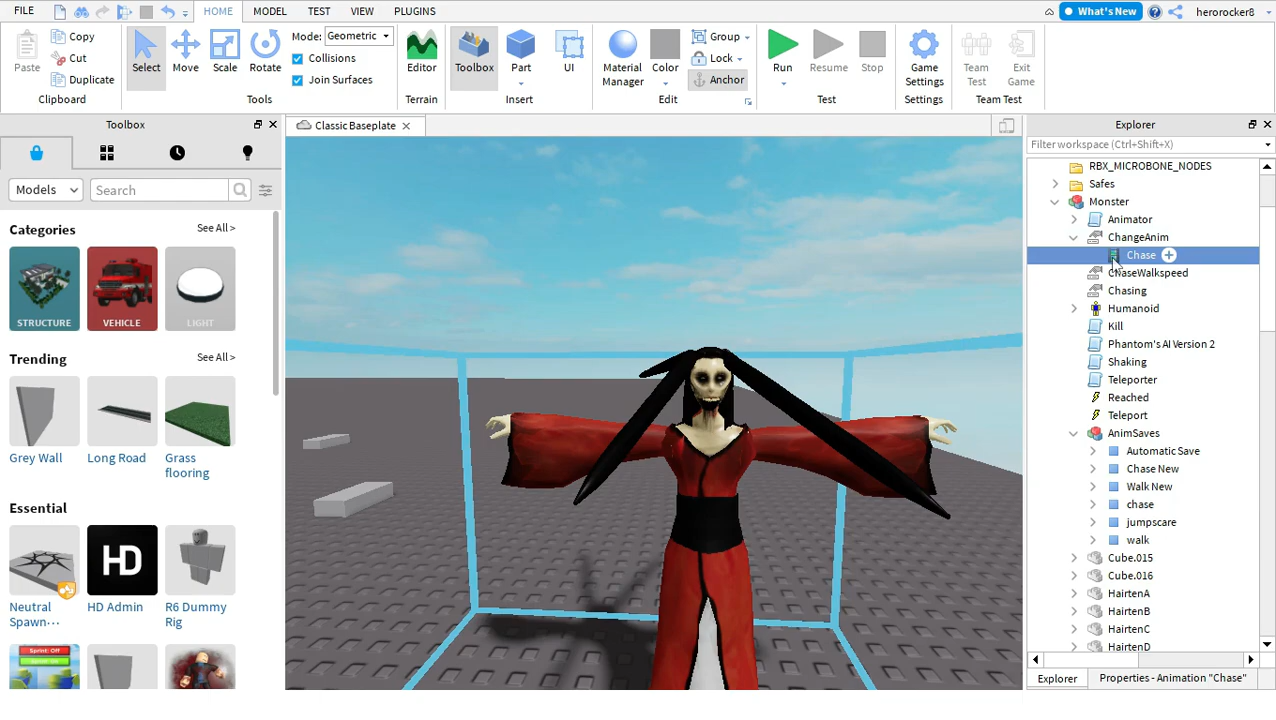 FILE
HOME
MODEL
TEST
VIEW
PLUGINS
What's New
herorocker8
Paste
Copy
Cut
Duplicate
Clipboard
Select
Move
Scale
Rotate
Mode: Geometric
Collisions
Join Surfaces
Tools
Editor
Terrain
Toolbox
Part
UI
Insert
Material Manager
Color
Group
Lock
Anchor
Edit
Run
Resume
Stop
Test
Game Settings
Settings
Team Test
Exit Game
Team Test
Toolbox
Models
Search
Categories
See All >
STRUCTURE
VEHICLE
LIGHT
Trending
See All >
Grey Wall
Long Road
Grass flooring
Essential
HD
Neutral Spawn...
HD Admin
R6 Dummy Rig
Strong: Off
Classic Baseplate
Explorer
Filter workspace (Ctrl+Shift+X)
RBX_MICROBONE_NODES
Safes
Monster
Animator
ChangeAnim
Chase
ChaseWalkspeed
Chasing
Humanoid
Kill
Phantom's AI Version 2
Shaking
Teleporter
Reached
Teleport
AnimSaves
Automatic Save
Chase New
Walk New
chase
jumpscare
walk
Cube.015
Cube.016
HairtenA
HairtenB
HairtenC
HairtenD
Explorer
Properties - Animation "Chase"